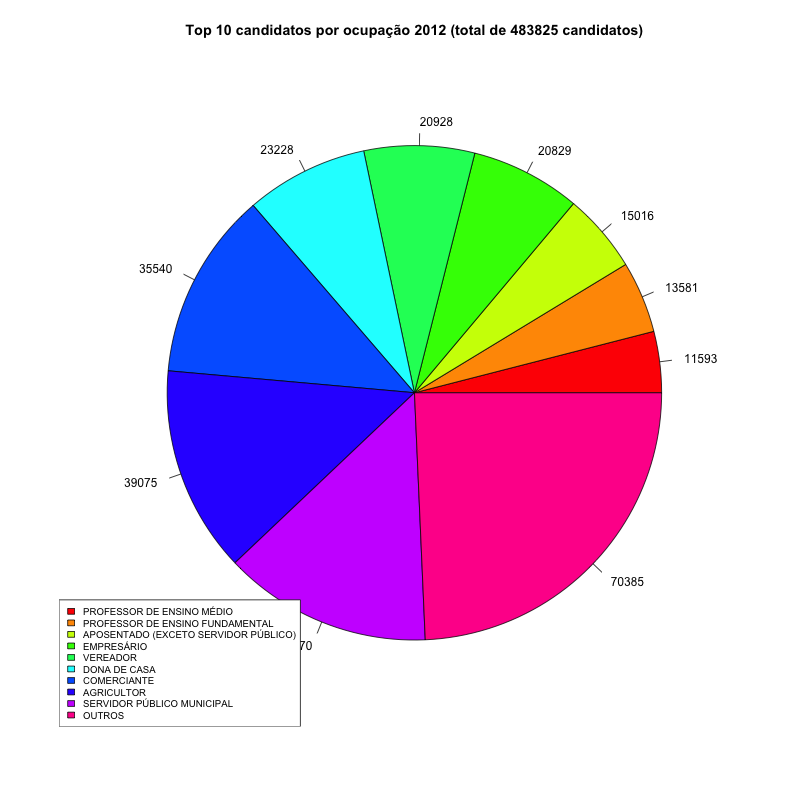 Top 10 candidatos por ocupação 2012 (total de 483825 candidatos)
20928
23228
20829
15016
35540
13581
11593
39075
70385
70
PROFESSOR DE ENSINO MÉDIO
PROFESSOR DE ENSINO FUNDAMENTAL
APOSENTADO (EXCETO SERVIDOR PÚBLICO)
EMPRESÁRIO
VEREADOR
DONA DE CASA
COMERCIANTE
AGRICULTOR
SERVIDOR PÚBLICO MUNICIPAL
OUTROS